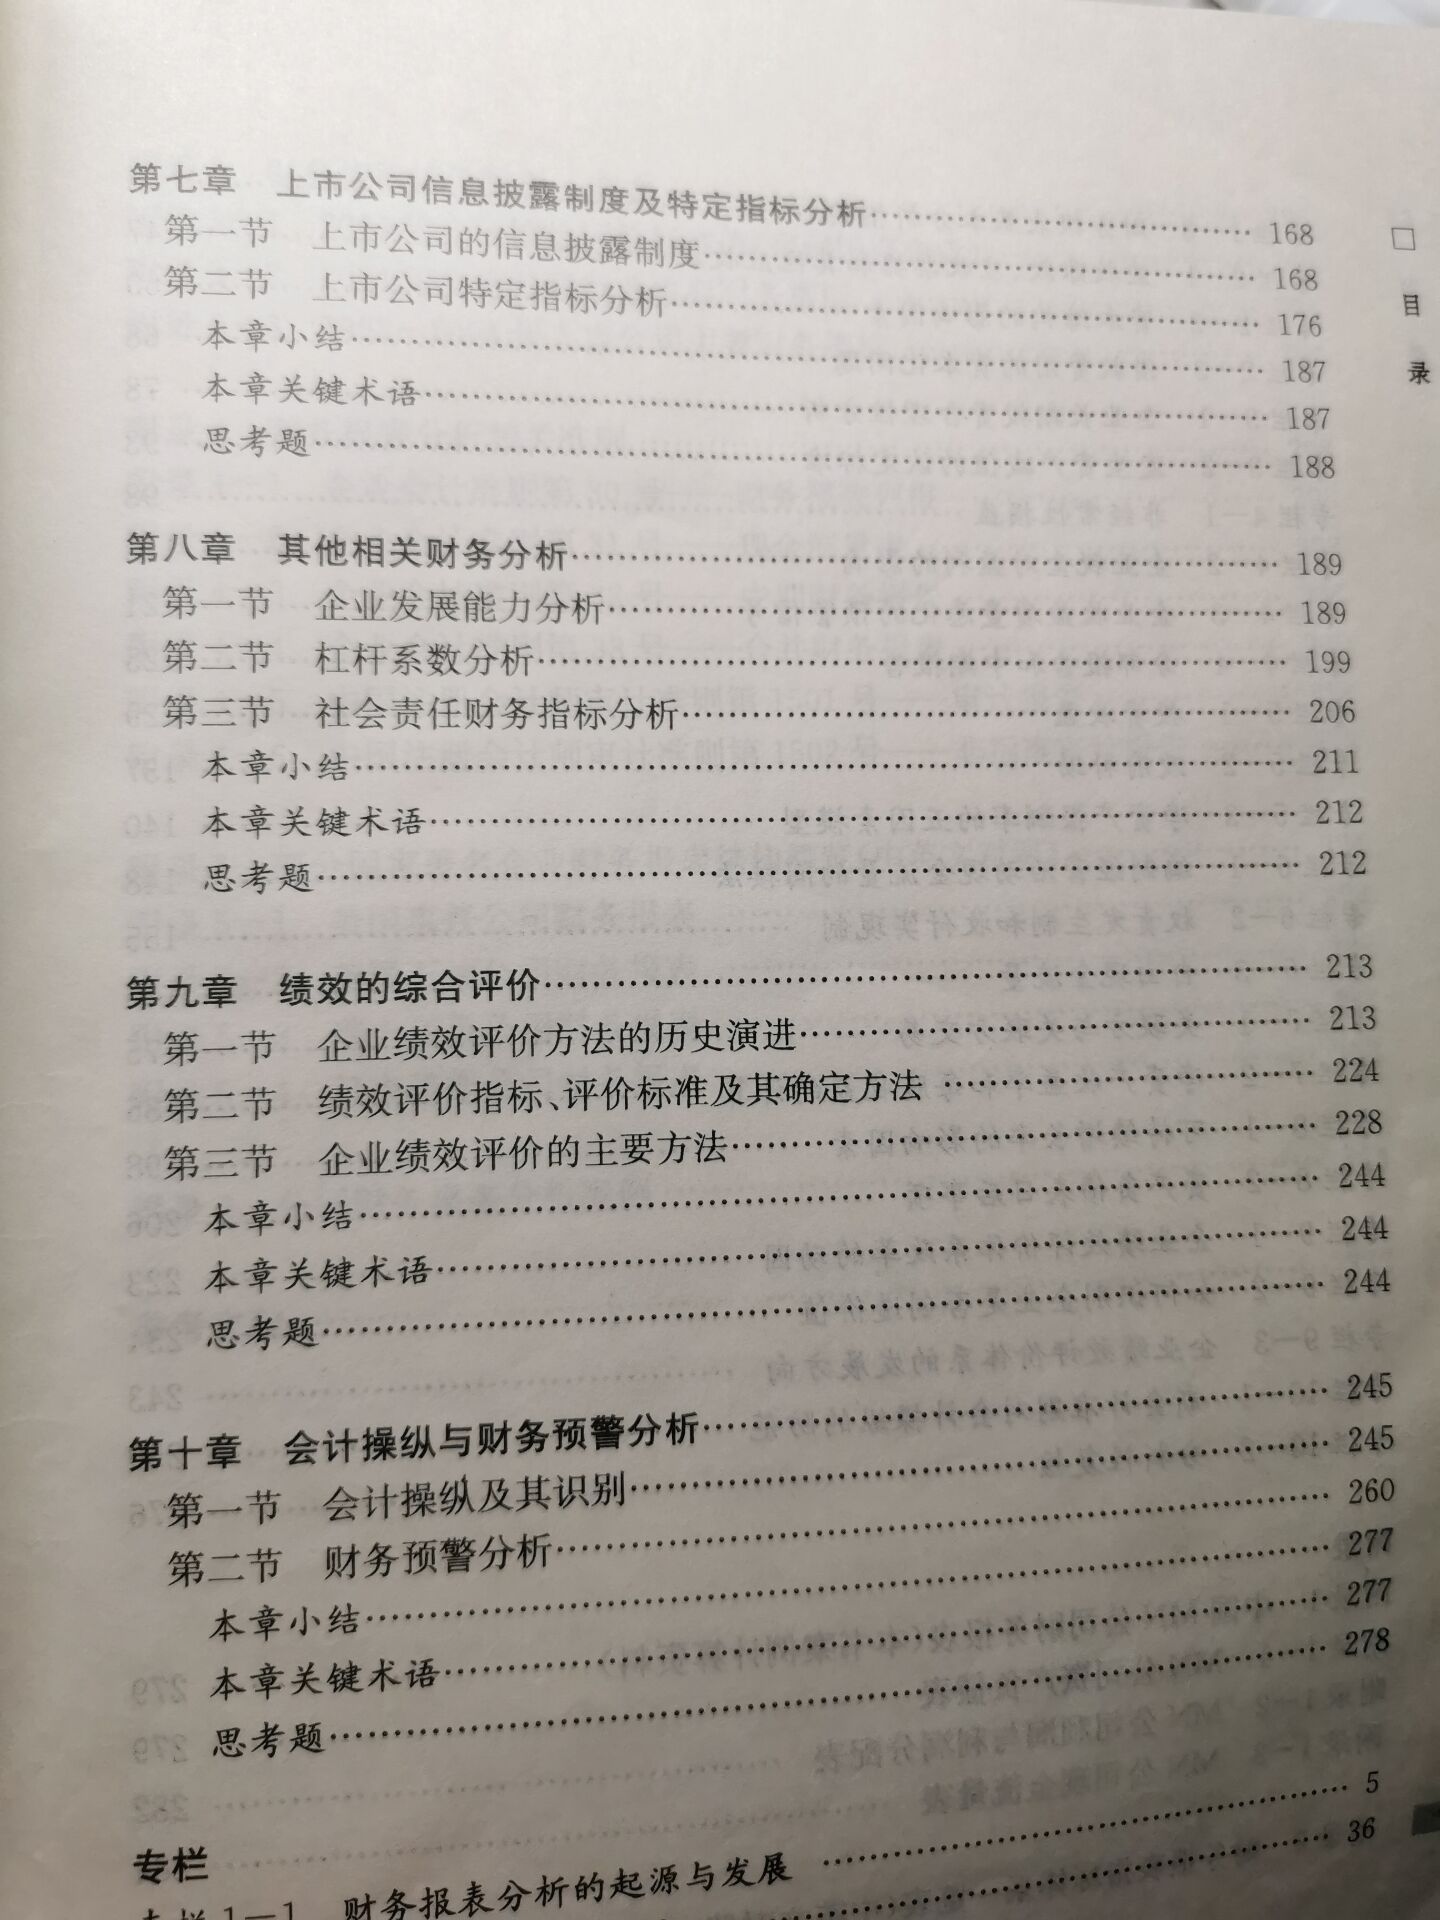 第七章 上市公司信息披露制度及特定指标分析…… 168
第一节 上市公司的信息披露制度…… 168
第二节 上市公司特定指标分析…… 176
本章小结…… 187
本章关键术语…… 187
思考题…… 188
第八章 其他相关财务分析…… 189
第一节 企业发展能力分析…… 189
第二节 杠杆系数分析…… 199
第三节 社会责任财务指标分析…… 206
本章小结…… 211
本章关键术语…… 212
思考题…… 212
第九章 绩效的综合评价…… 213
第一节 企业绩效评价方法的历史演进…… 213
第二节 绩效评价指标、评价标准及其确定方法…… 224
第三节 企业绩效评价的主要方法…… 228
本章小结…… 244
本章关键术语…… 244
思考题…… 244
第十章 会计操纵与财务预警分析…… 245
第一节 会计操纵及其识别…… 245
第二节 财务预警分析…… 260
本章小结…… 277
本章关键术语…… 277
思考题…… 278
专栏
专栏1—1 财务报表分析的起源与发展…… 5
36
□ 目录